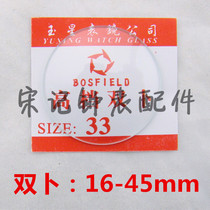 玉星表鏡公司
YUXING WATCH GLASS
BOSFIELD
宋记钟表配件
SIZE: 33
双卜：16-45mm